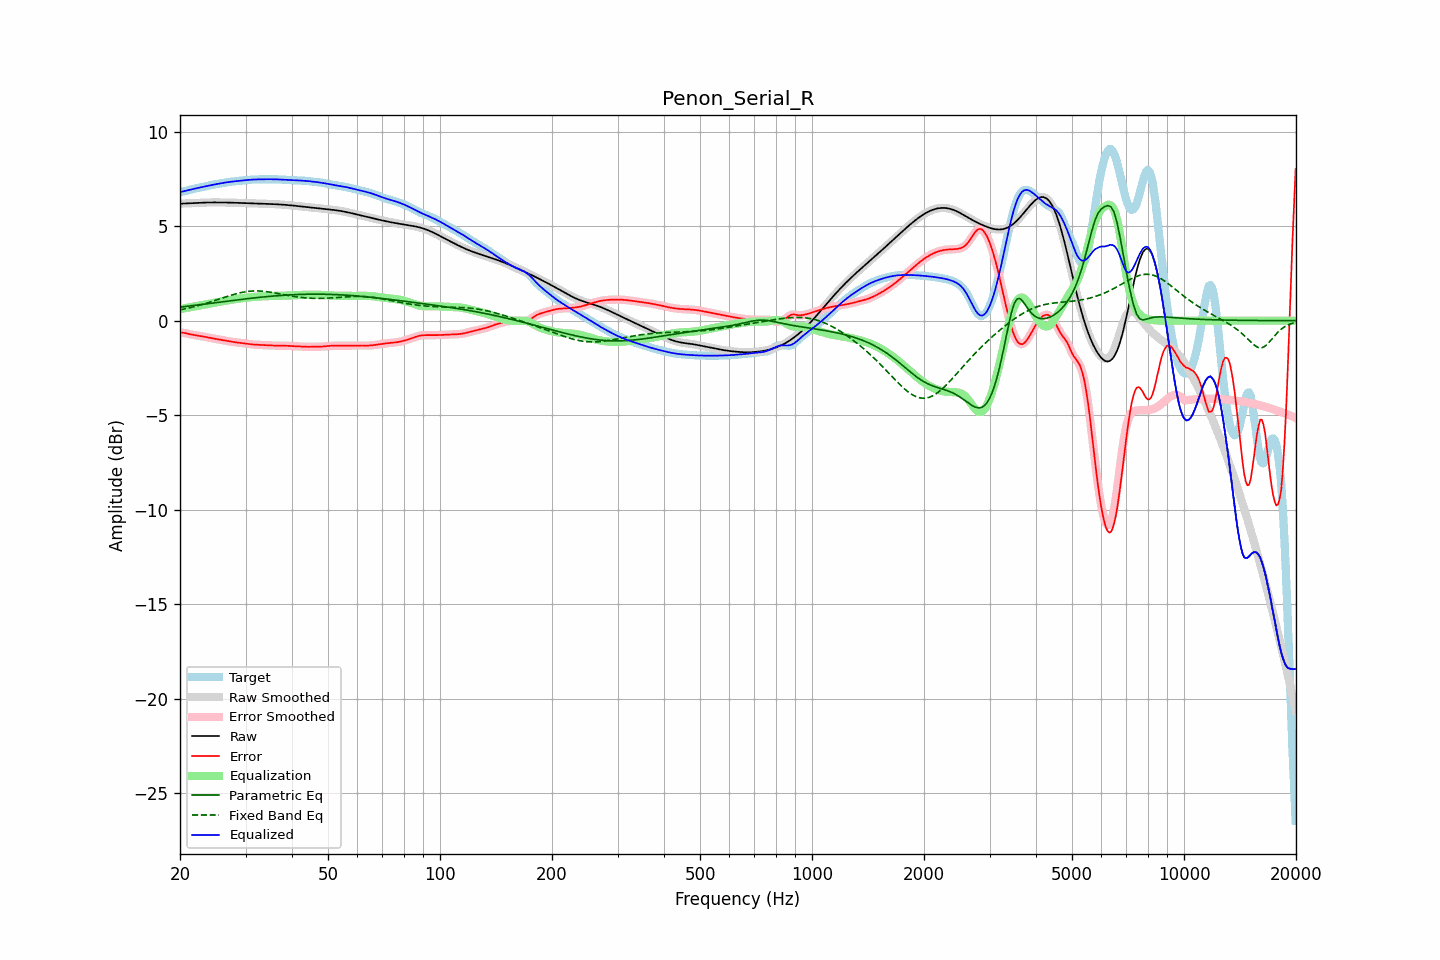 Penon_Serial_R
Amplitude (dBr)
10
5
0
−5
−10
−15
−20
−25
Target
Raw Smoothed
Error Smoothed
Raw
Error
Equalization
Parametric Eq
Fixed Band Eq
Equalized
20 50 100 200 500 1000 2000 5000 10000 20000
Frequency (Hz)